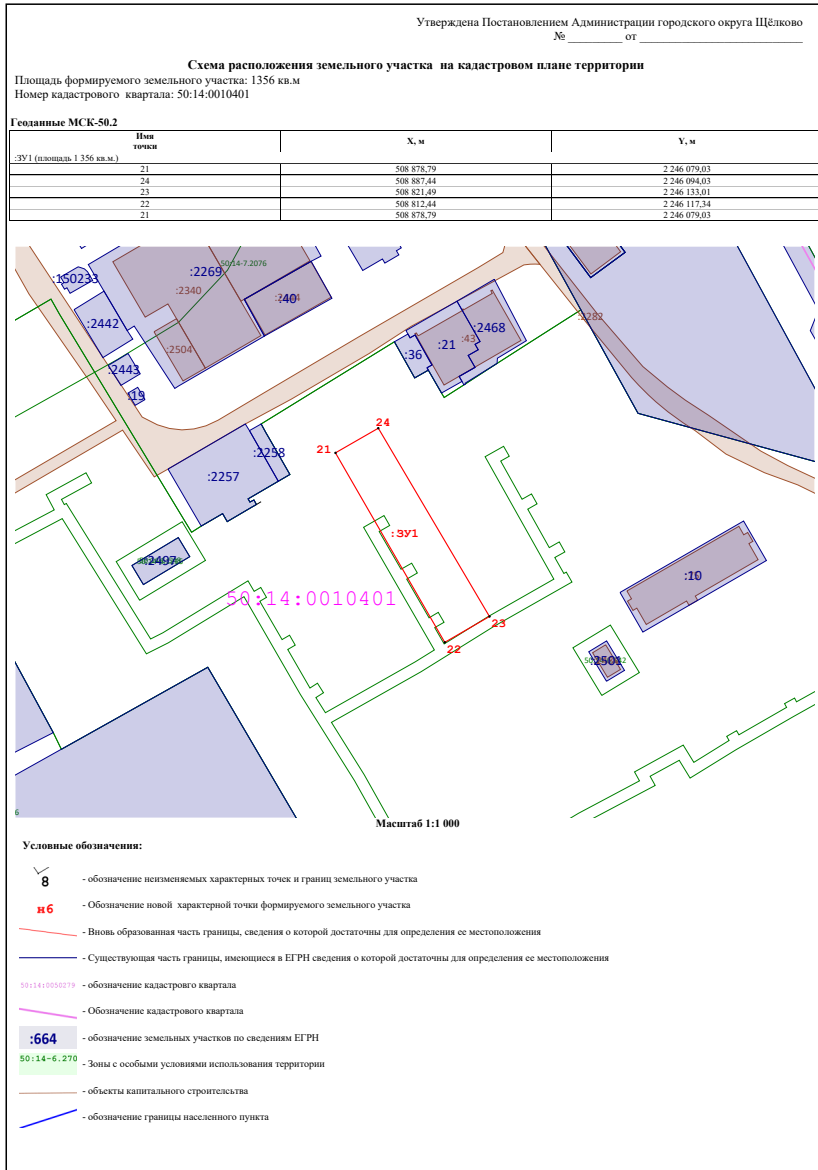 Утверждена Постановлением Администрации городского округа Щёлково
№ _________ от ___________________________
Схема расположения земельного участка на кадастровом плане территории
Площадь формируемого земельного участка: 1356 кв.м
Номер кадастрового квартала: 50:14:0010401
Геоданные МСК-50.2
Имя точки X, м Y, м
:ЗУ1 (площадь 1 356 кв.м.)
21 508 878,79 2 246 079,03
24 508 887,44 2 246 094,03
23 508 821,49 2 246 133,01
22 508 812,44 2 246 117,34
21 508 878,79 2 246 079,03
:150233
:2269
50:14-7.2076
:2340
:40
:2442
:2504
:2443
:19
:36
:21
:43
:2468
:2282
24
21
:2258
:2257
:ЗУ1
:2497
50:14:0010401
:10
23
22
:2501
6
Масштаб 1:1 000
Условные обозначения:
8 - обозначение неизменяемых характерных точек и границ земельного участка
н6 - Обозначение новой характерной точки формируемого земельного участка
- Вновь образованная часть границы, сведения о которой достаточны для определения ее местоположения
- Существующая часть границы, имеющиеся в ЕГРН сведения о которой достаточны для определения ее местоположения
50:14:0050279 - обозначение кадастрвго квартала
- Обозначение кадастрового квартала
:664 - обозначение земельных участков по сведениям ЕГРН
50:14-6.270 - Зоны с особыми условиями использования территории
- объекты капитального строительства
- обозначение границы населенного пункта